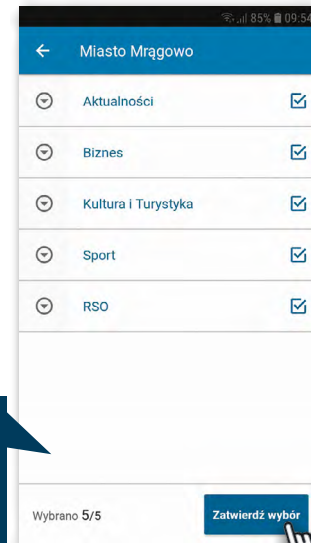 85% 09:54
Miasto Mrągowo
Aktualności
Biznes
Kultura i Turystyka
Sport
RSO
Wybrano 5/5
Zatwierdź wybór